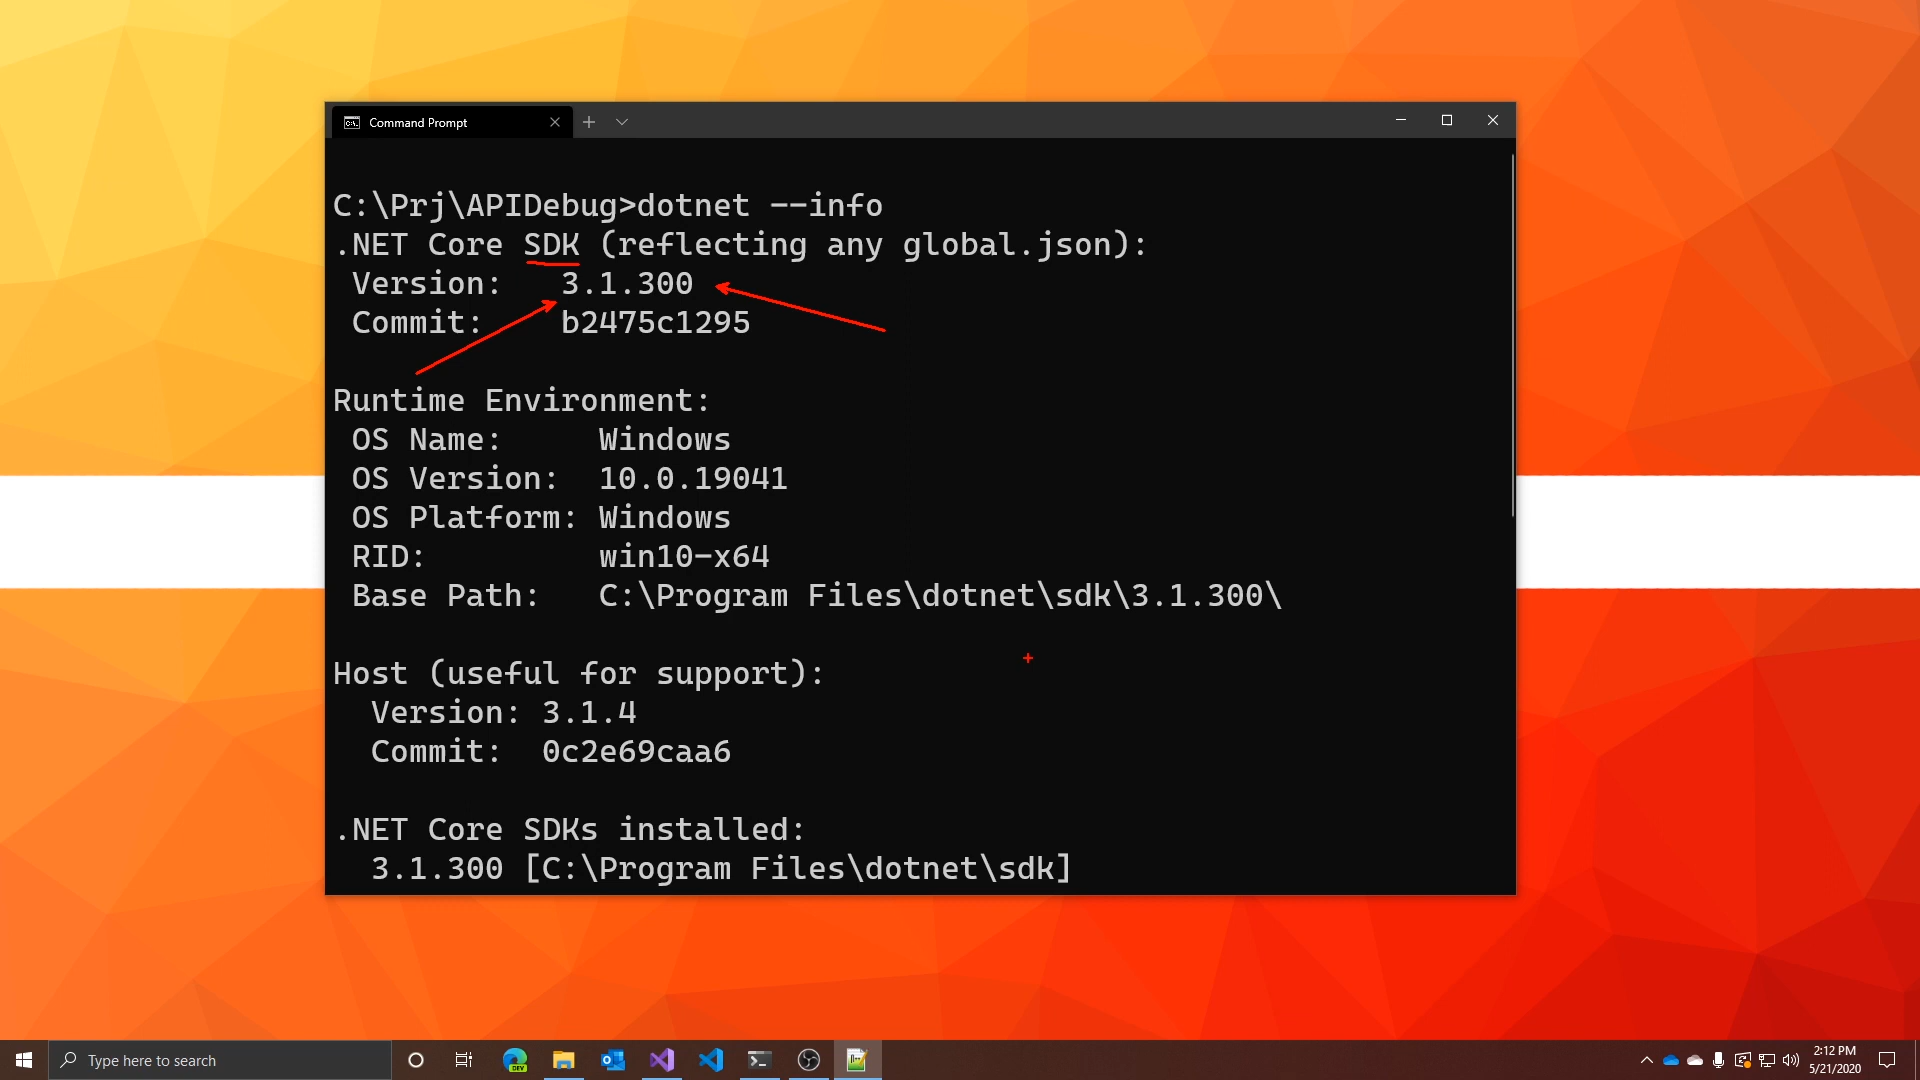 Command Prompt
C:\Prj\APIDebug>dotnet --info
.NET Core SDK (reflecting any global.json):
Version: 3.1.300
Commit: b2475c1295
Runtime Environment:
OS Name: Windows
OS Version: 10.0.19041
OS Platform: Windows
RID: win10-x64
Base Path: C:\Program Files\dotnet\sdk\3.1.300\
Host (useful for support):
Version: 3.1.4
Commit: 0c2e69caa6
.NET Core SDKs installed:
3.1.300 [C:\Program Files\dotnet\sdk]
Type here to search
DEV
2:12 PM
5/21/2020